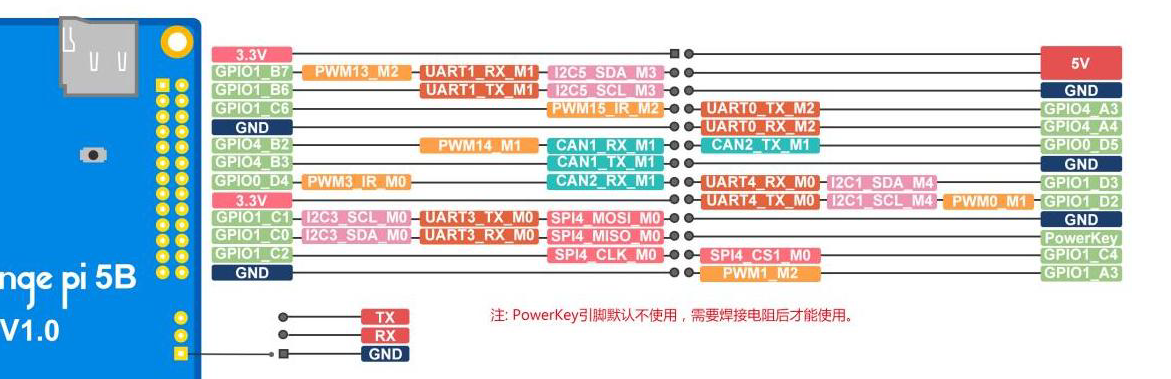 3.3V
5V
GPIO1_B7 PWM13_M2 UART1_RX_M1 I2C5_SDA_M3
GPIO1_B6 UART1_TX_M1 I2C5_SCL_M3 GND
GPIO1_C6 PWM15_IR_M2 UART0_TX_M2 GPIO4_A3
GND UART0_RX_M2 GPIO4_A4
GPIO4_B2 PWM14_M1 CAN1_RX_M1 CAN2_TX_M1 GPIO0_D5
GPIO4_B3 CAN1_TX_M1 GND
GPIO0_D4 PWM3_IR_M0 CAN2_RX_M1 UART4_RX_M0 I2C1_SDA_M4 GPIO1_D3
3.3V UART4_TX_M0 I2C1_SCL_M4 PWM0_M1 GPIO1_D2
GPIO1_C1 I2C3_SCL_M0 UART3_TX_M0 SPI4_MOSI_M0 GND
GPIO1_C0 I2C3_SDA_M0 UART3_RX_M0 SPI4_MISO_M0 PowerKey
GPIO1_C2 SPI4_CLK_M0 SPI4_CS1_M0 GPIO1_C4
GND PWM1_M2 GPIO1_A3
nge pi 5B
V1.0
TX
RX
GND
注: PowerKey引脚默认不使用，需要焊接电阻后才能使用。